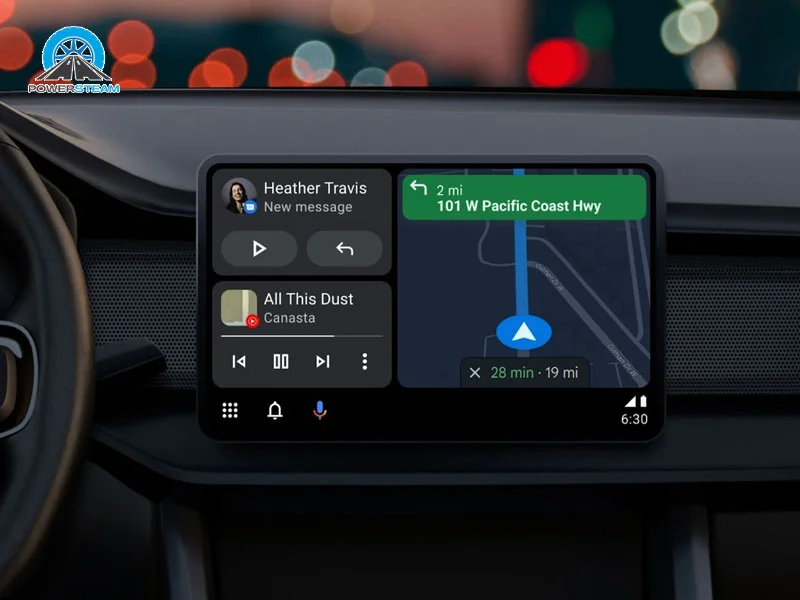 POWERSTEAM
Heather Travis
New message
All This Dust
Canasta
2 mi
101 W Pacific Coast Hwy
28 min · 19 mi
6:30